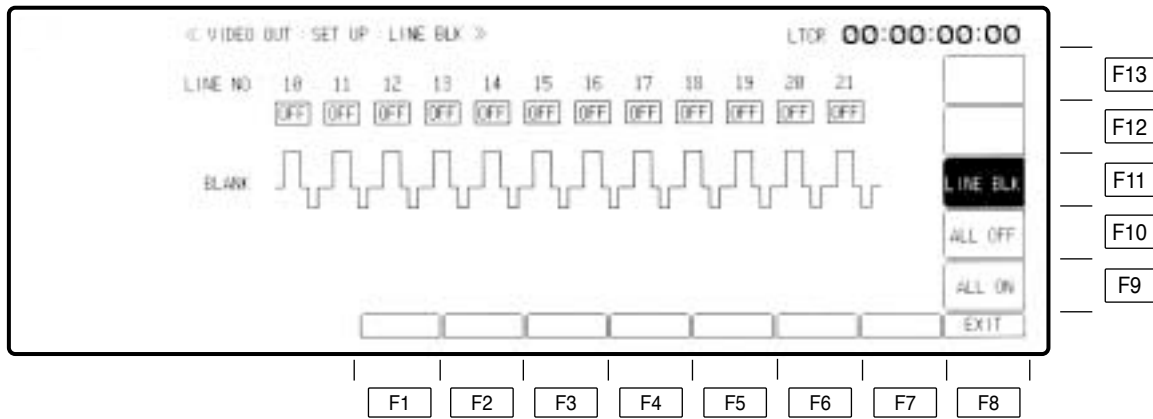 ≪ VIDEO OUT : SET UP : LINE BLK ≫ LTCR 00:00:00:00
LINE NO 10 11 12 13 14 15 16 17 18 19 20 21
OFF OFF OFF OFF OFF OFF OFF OFF OFF OFF OFF OFF
BLANK
LINE BLK
ALL OFF
ALL ON
EXIT
F13
F12
F11
F10
F9
F1 F2 F3 F4 F5 F6 F7 F8